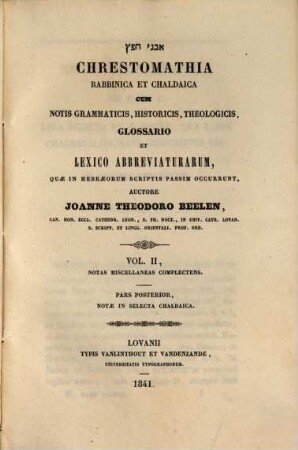 אבני חפץ
CHRESTOMATHIA
RABBINICA ET CHALDAICA
CUM
NOTIS GRAMMATICIS, HISTORICIS, THEOLOGICIS,
GLOSSARIO
ET
LEXICO ABBREVIATURARUM,
QUÆ IN HEBRÆORUM SCRIPTIS PASSIM OCCURRUNT,
AUCTORE
JOANNE THEODORO BEELEN,
CAN. HON. ECCL. CATHEDR. LEOD., S. TH. DOCT., IN UNIV. CATH. LOVAN.
S. SCRIPT. ET LINGG. ORIENTALL. PROF. ORD.
VOL. II,
NOTAS MISCELLANEAS COMPLECTENS.
PARS POSTERIOR,
NOTÆ IN SELECTA CHALDAICA.
LOVANII
TYPIS VANLINTHOUT ET VANDENZANDE,
UNIVERSITATIS TYPOGRAPHORUM.
1841.